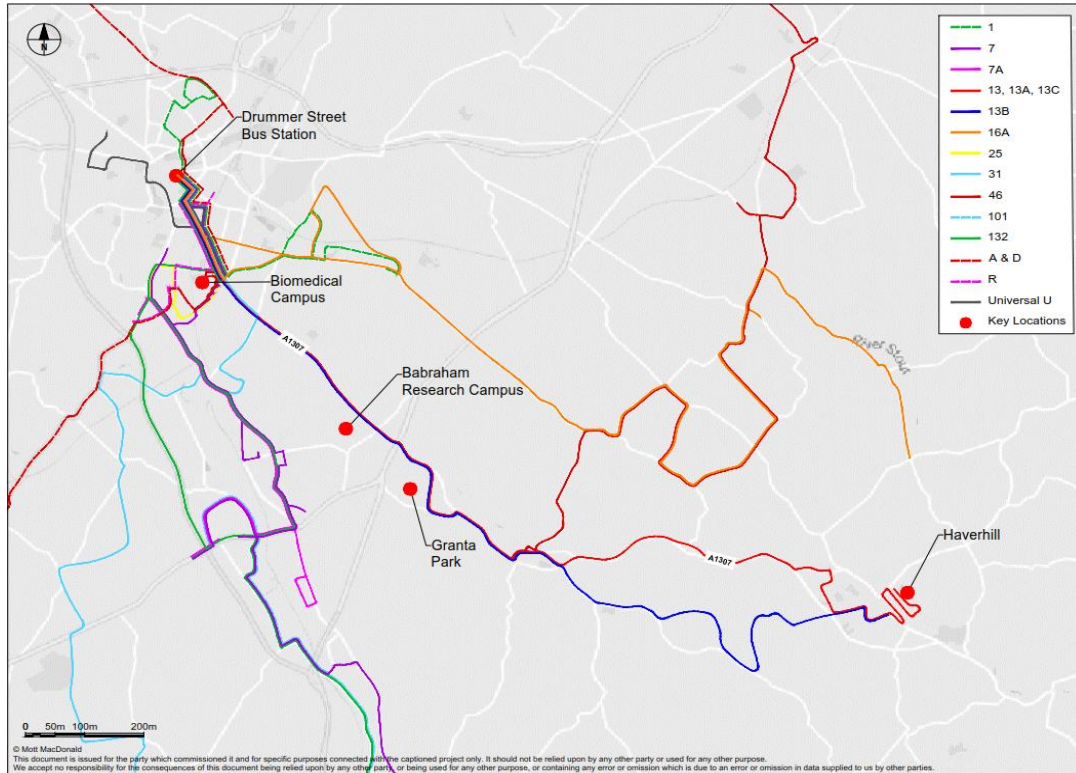 N
Drummer Street
Bus Station
Biomedical
Campus
A1307
Babraham
Research Campus
Granta
Park
A1307
Haverhill
River Stour
1
7
7A
13, 13A, 13C
13B
16A
25
31
46
101
132
A & D
R
Universal U
Key Locations
0 50m 100m 200m
© Mott MacDonald
This document is issued for the party which commissioned it and for specific purposes connected with the captioned project only. It should not be relied upon by any other party or used for any other purpose.
We accept no responsibility for the consequences of this document being relied upon by any other party, or being used for any other purpose, or containing any error or omission which is due to an error or omission in data supplied to us by other parties.